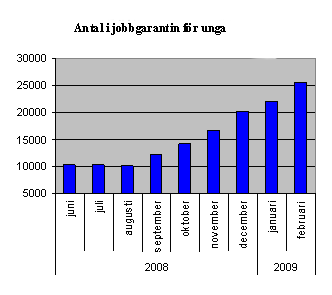 Antal i jobbgarantin för unga
30000
25000
20000
15000
10000
5000
juni
juli
augusti
september
oktober
november
december
januari
februari
2008
2009